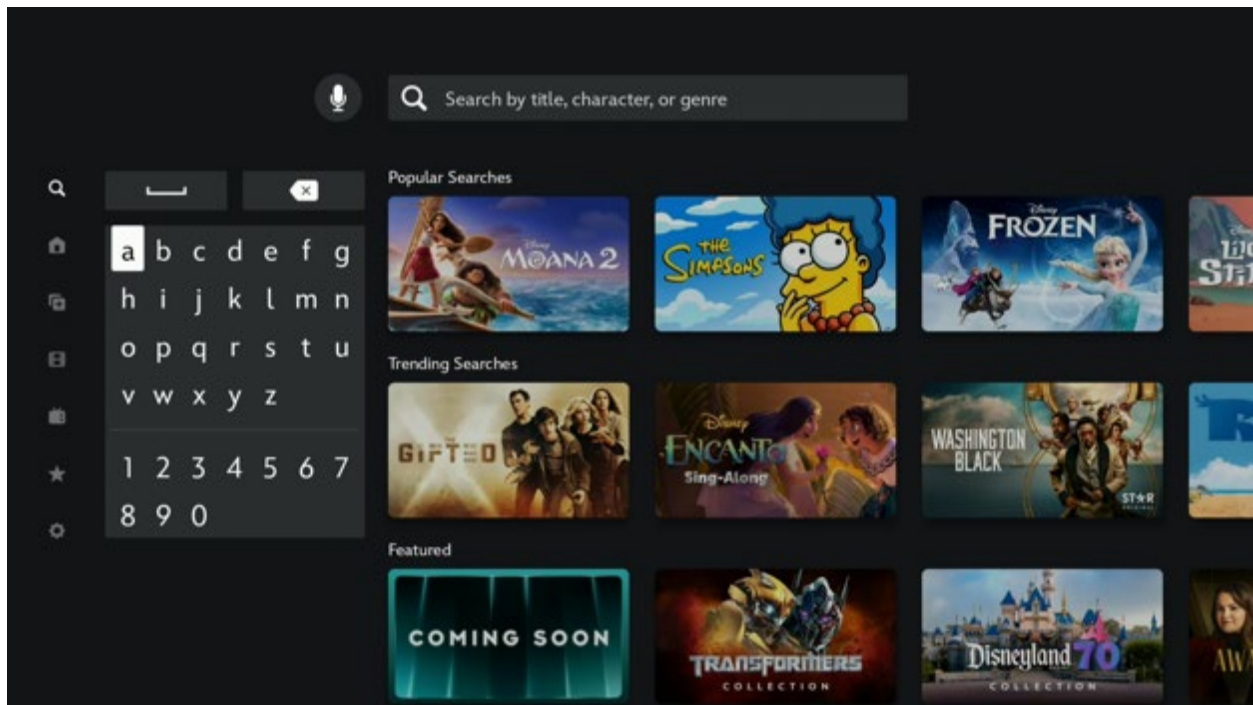 Search by title, character, or genre
Popular Searches
Disney
MOANA 2
THE
SIMPSONS
Disney
FROZEN
a b c d e f g
h i j k l m n
o p q r s t u
v w x y z
1 2 3 4 5 6 7
8 9 0
Trending Searches
THE
GIFTED
Disney
ENCANTO
Sing-Along
WASHINGTON
BLACK
STAR
ORIGINAL
Featured
COMING SOON
TRANSFORMERS
COLLECTION
Disneyland 70
COLLECTION